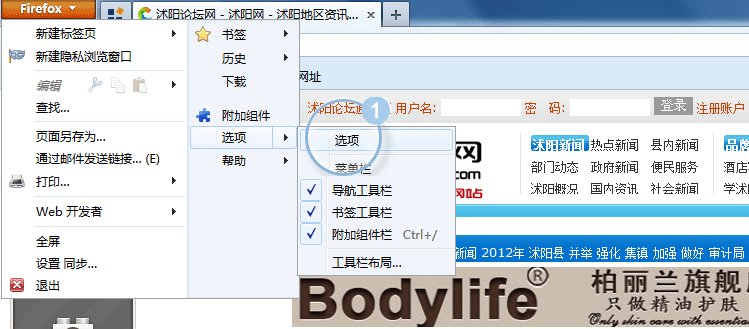 Firefox
沭阳论坛网 - 沭阳网 - 沭阳地区资讯...
新建标签页
新建隐私浏览窗口
编辑
查找...
页面另存为...
通过邮件发送链接... (E)
打印...
Web 开发者
全屏
设置 同步...
退出
书签
历史
下载
附加组件
选项
帮助
1
选项
菜单栏
导航工具栏
书签工具栏
附加组件栏 Ctrl+/
工具栏布局...
网址
沭阳论坛 用户名: 密 码: 登录 注册账户
网
.com
网站
沭阳新闻 热点新闻 县内新闻 品牌
部门动态 政府新闻 便民服务 酒店
沭阳概况 国内资讯 社会新闻 学沭
新闻 2012年 沭阳县 并举 强化 集镇 加强 做好 审计局
Bodylife®
柏丽兰旗舰
只做精油护肤
Only skin care with essentia